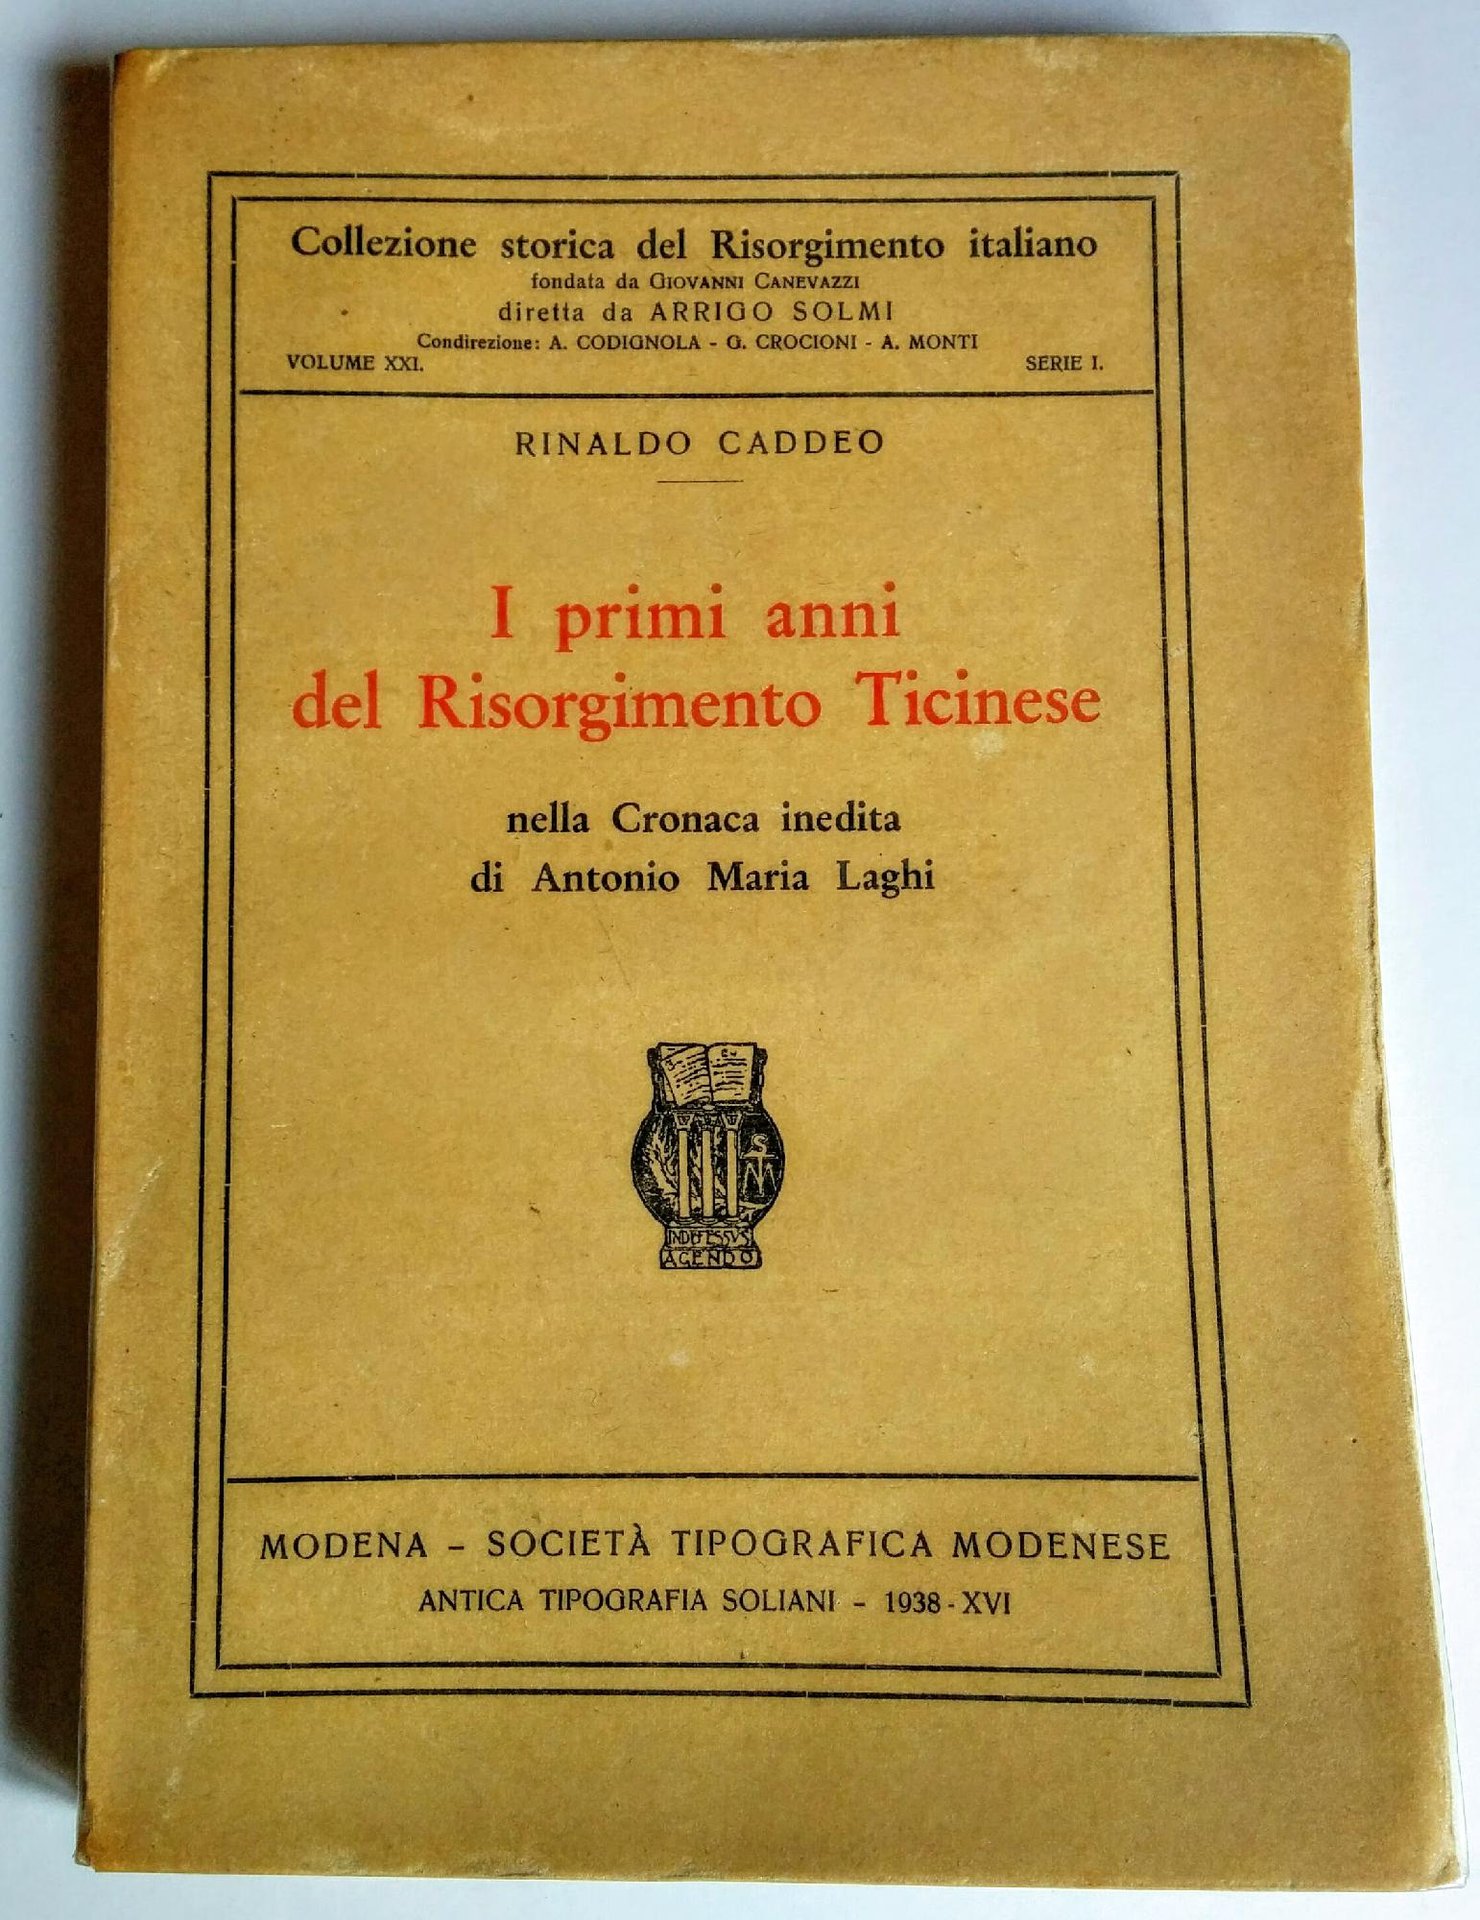 Collezione storica del Risorgimento italiano
fondata da GIOVANNI CANEVAZZI
diretta da ARRIGO SOLMI
Condirezione: A. CODIGNOLA - G. CROCIONI - A. MONTI
VOLUME XXI. SERIE I.
RINALDO CADDEO
I primi anni
del Risorgimento Ticinese
nella Cronaca inedita
di Antonio Maria Laghi
STM
INDEFESSVS
AGENDO
MODENA - SOCIETÀ TIPOGRAFICA MODENESE
ANTICA TIPOGRAFIA SOLIANI - 1938-XVI